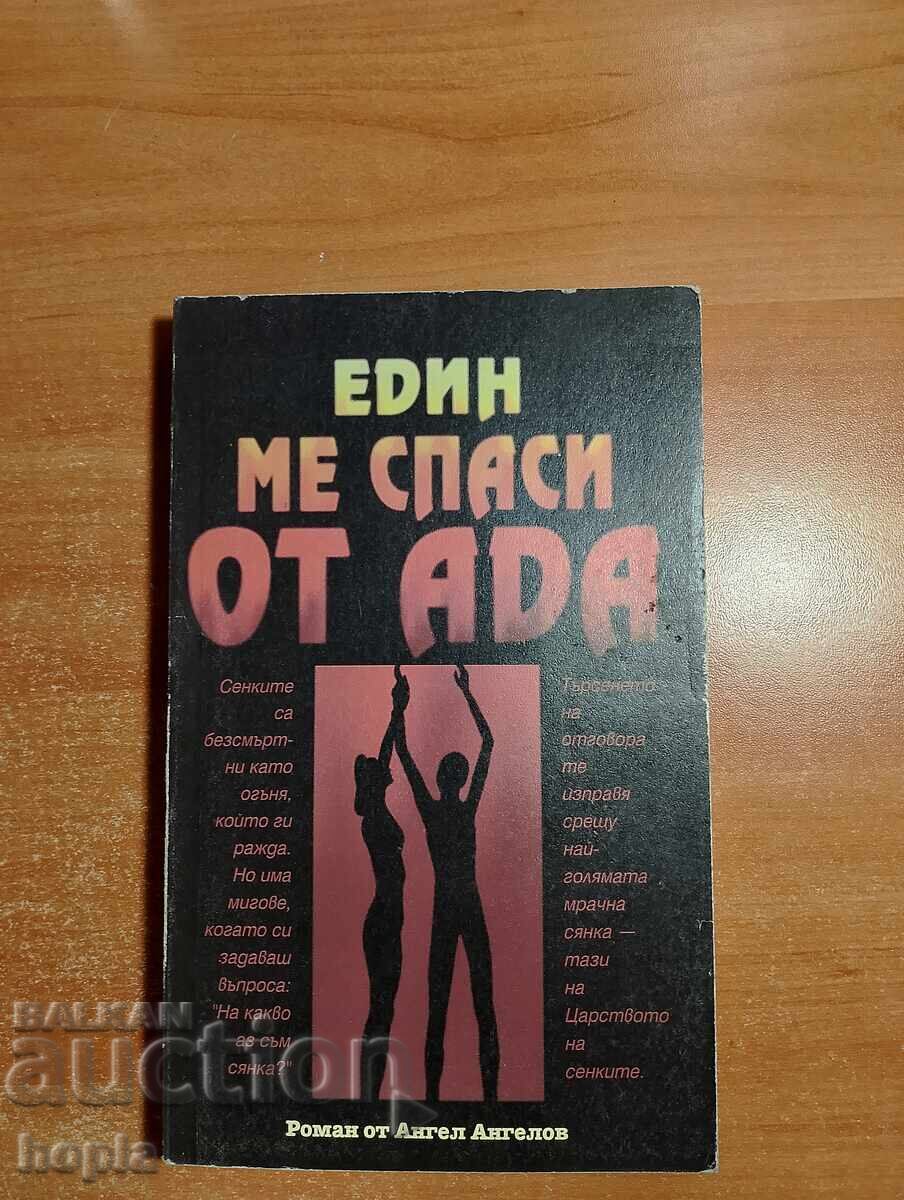 ЕДИН
МЕ СПАСИ
ОТ АДА
Сенките
са
безсмърт-
ни като
огъня,
който ги
ражда.
Но има
мигове,
когато си
задаваш
въпроса:
"На какво
аз съм
сянка?"
Търсенето
на
отговора
те
изправя
срещу
най-
голямата
мрачна
сянка —
тази
на
Царството
на
сенките.
Роман от Ангел Ангелов
BALKAN
auction
hopla